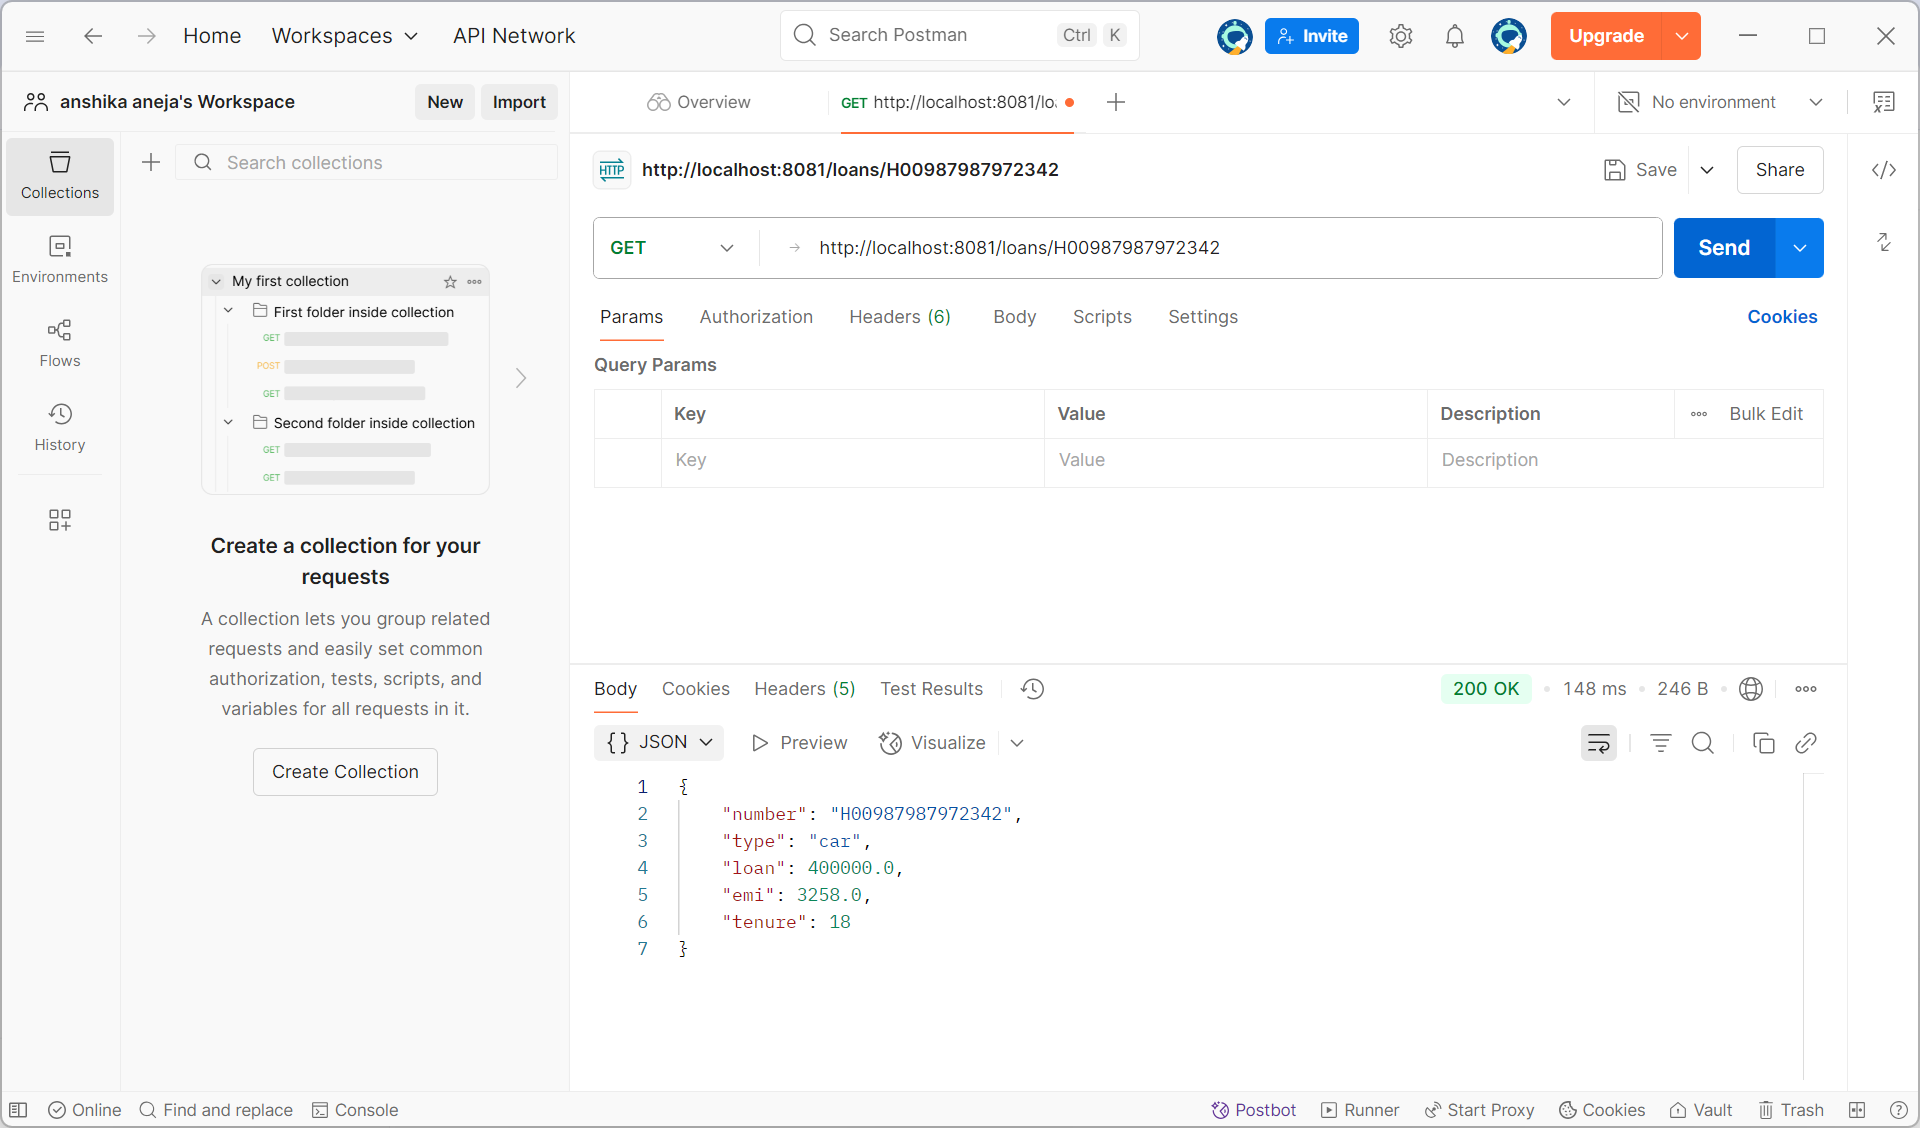 Home Workspaces API Network Search Postman Ctrl K Invite Upgrade
anshika aneja's Workspace New Import Overview GET http://localhost:8081/lo No environment
Collections
Search collections
Environments
Flows
History
My first collection
First folder inside collection
GET
POST
GET
Second folder inside collection
GET
GET
Create a collection for your
requests
A collection lets you group related
requests and easily set common
authorization, tests, scripts, and
variables for all requests in it.
Create Collection
HTTP http://localhost:8081/loans/H00987987972342 Save Share
GET http://localhost:8081/loans/H00987987972342 Send
Params Authorization Headers (6) Body Scripts Settings Cookies
Query Params
Key Value Description Bulk Edit
Key Value Description
Body Cookies Headers (5) Test Results 200 OK 148 ms 246 B
{} JSON Preview Visualize
1 {
2 "number": "H00987987972342",
3 "type": "car",
4 "loan": 400000.0,
5 "emi": 3258.0,
6 "tenure": 18
7 }
Online Find and replace Console Postbot Runner Start Proxy Cookies Vault Trash